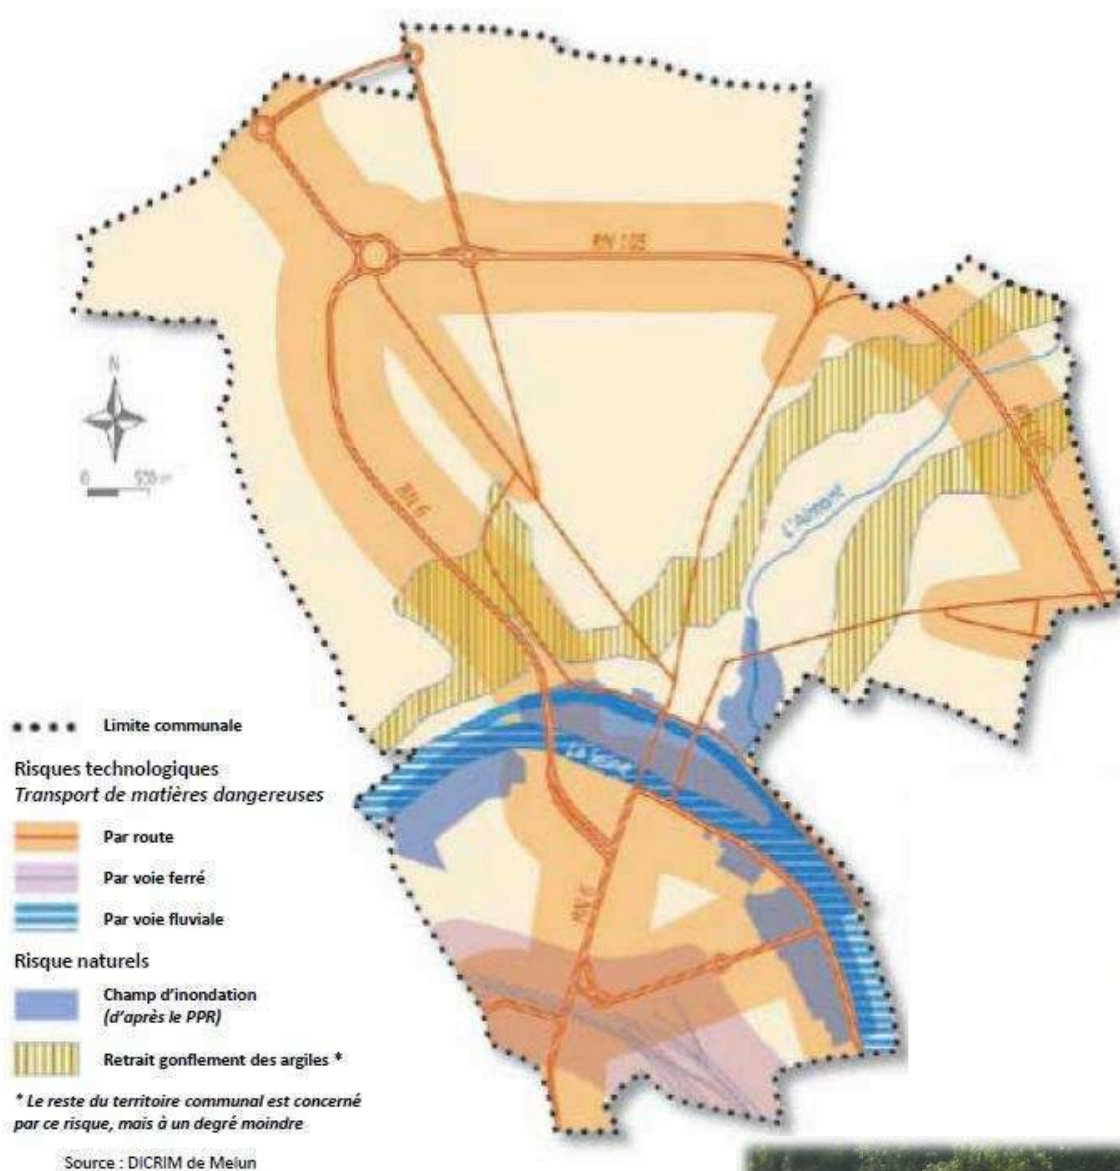 RN 105
N
0
RN 6
RN 105
L'Almont
La Seine
RN 6
Limite communale
Risques technologiques
Transport de matières dangereuses
Par route
Par voie ferré
Par voie fluviale
Risque naturels
Champ d'inondation
(d'après le PPR)
Retrait gonflement des argiles *
* Le reste du territoire communal est concerné
par ce risque, mais à un degré moindre
Source : DICRIM de Melun